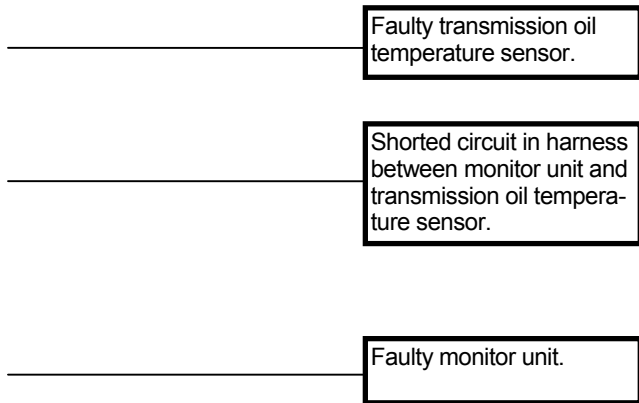 Faulty transmission oil
temperature sensor.
Shorted circuit in harness
between monitor unit and
transmission oil tempera-
ture sensor.
Faulty monitor unit.